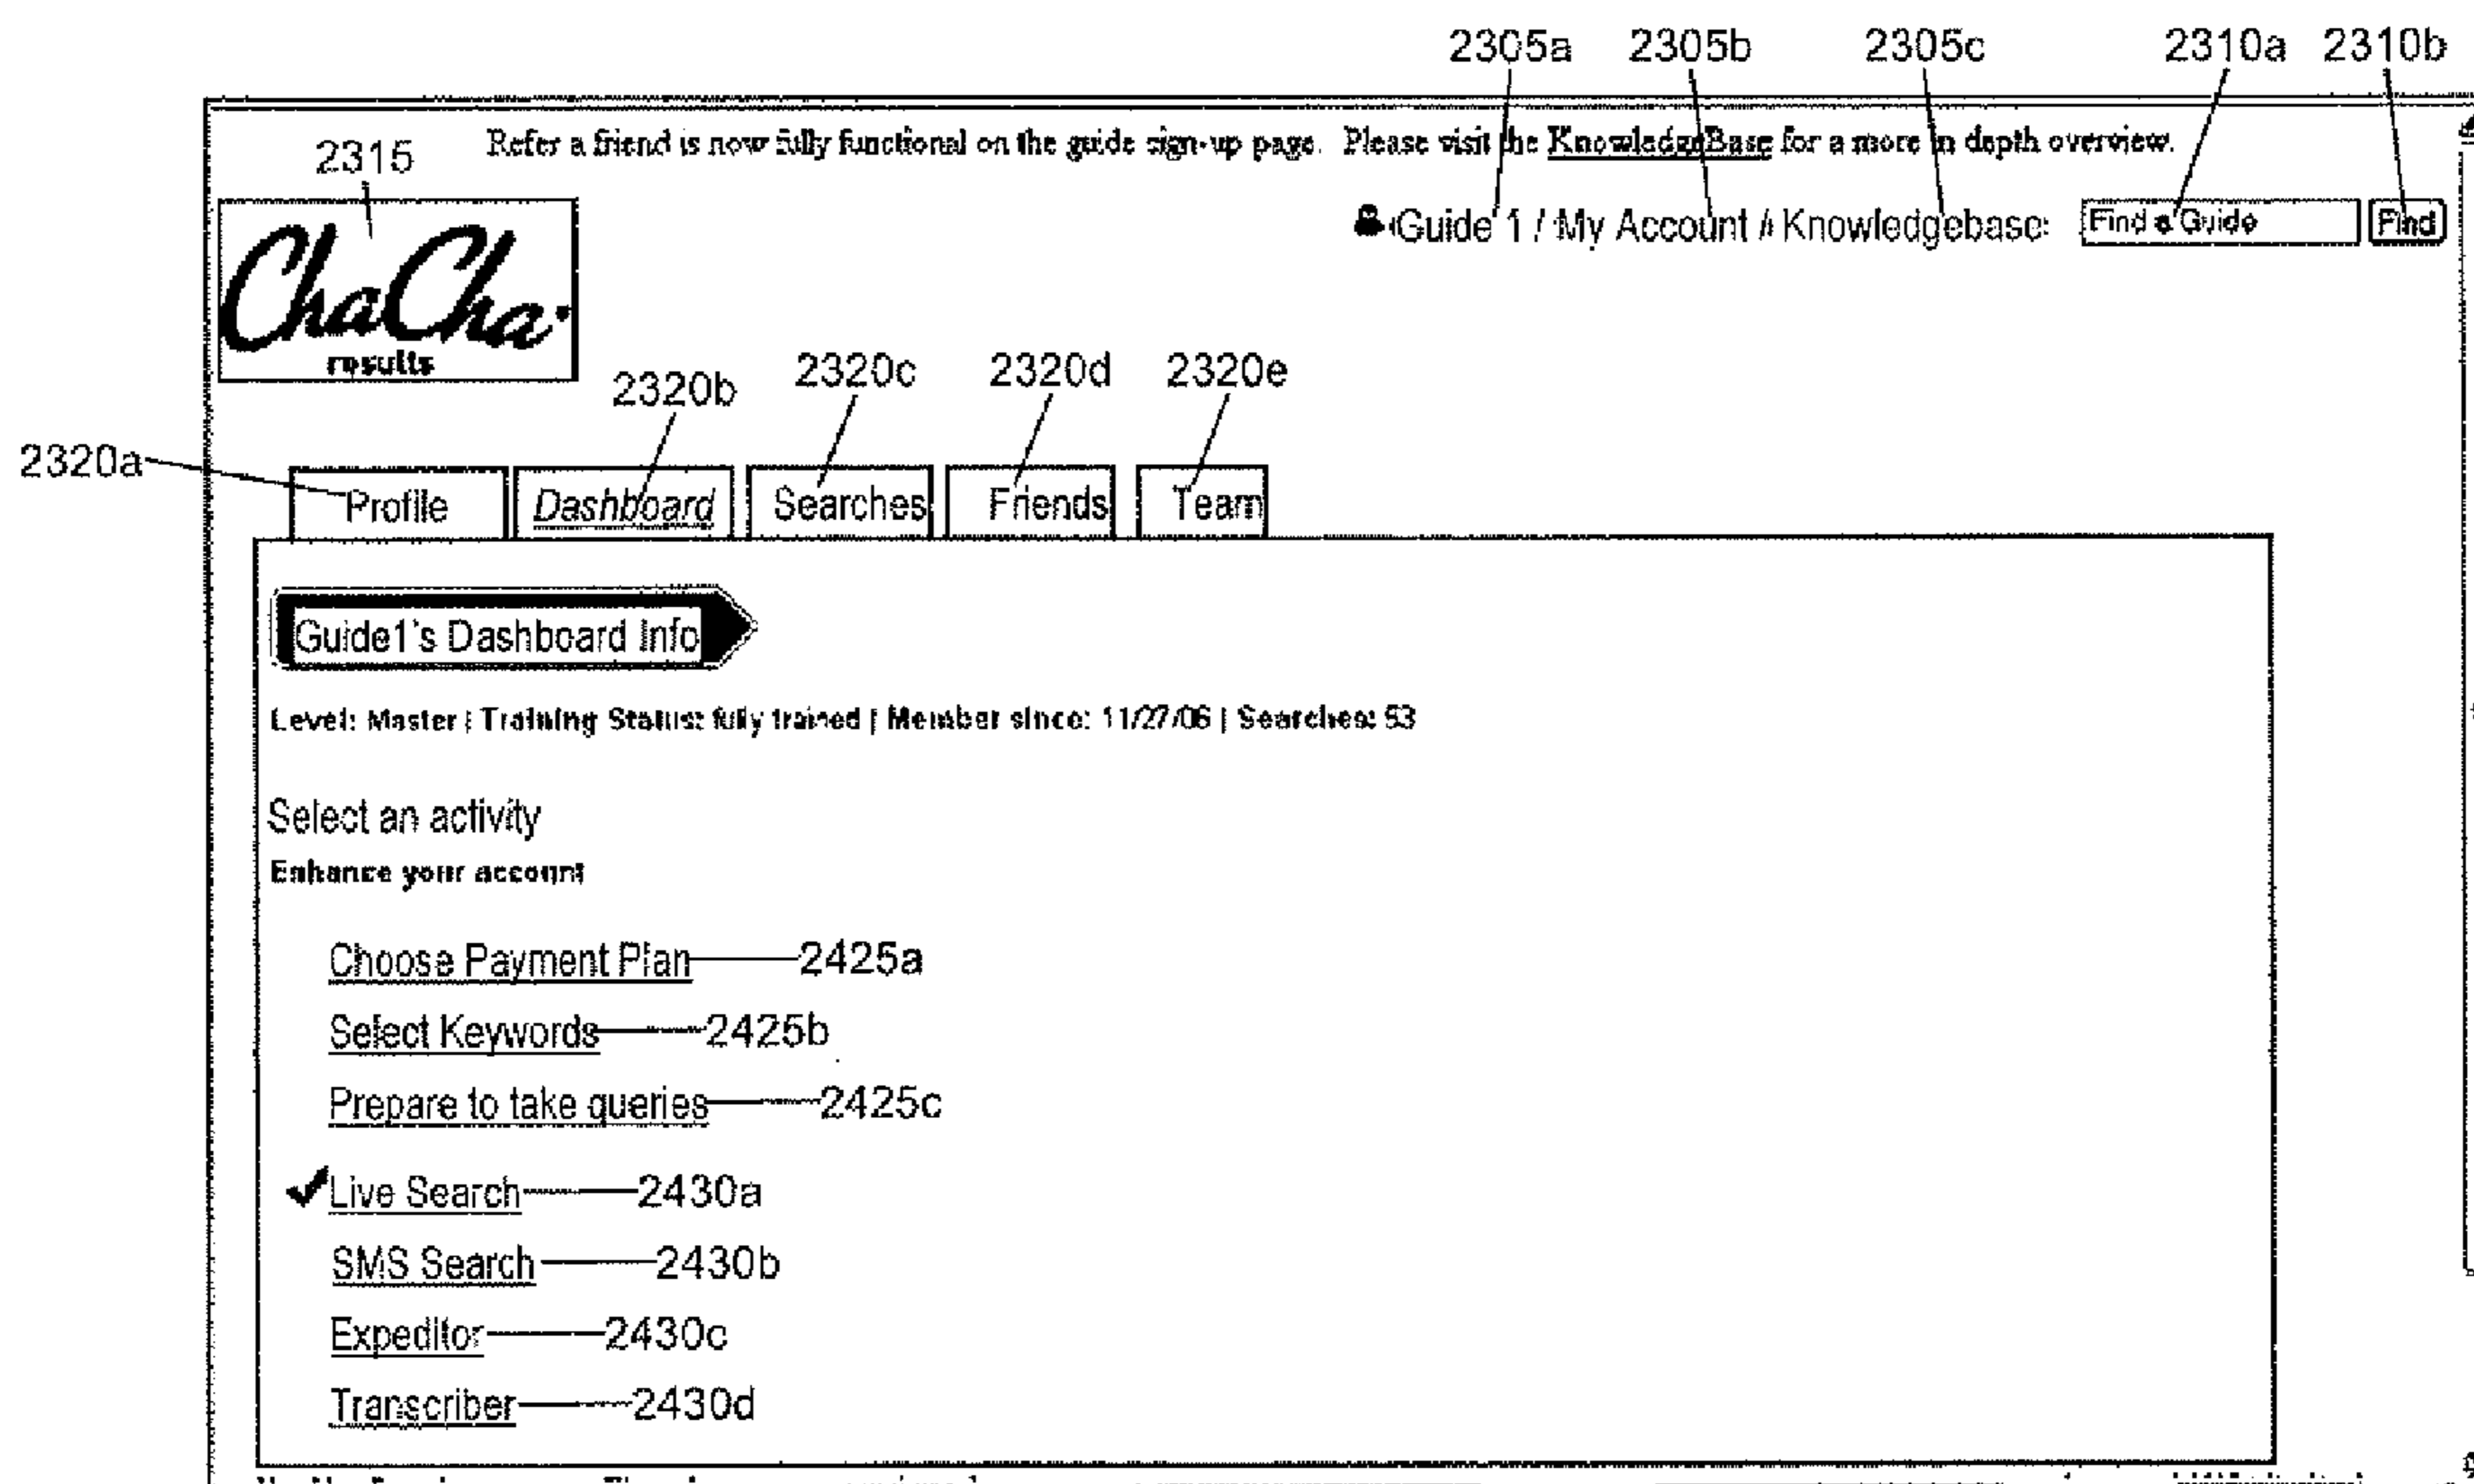 2305a 2305b 2305c 2310a 2310b
Refer a friend is now fully functional on the guide sign-up page. Please visit the KnowledgeBase for a more in depth overview.
2315
Guide 1 / My Account / Knowledgebase Find a Guide Find
ChaCha
results
2320b 2320c 2320d 2320e
2320a
Profile Dashboard Searches Friends Team
Guide1's Dashboard Info
Level: Master | Training Status: fully trained | Member since: 11/27/06 | Searches: 53
Select an activity
Enhance your account
Choose Payment Plan 2425a
Select Keywords 2425b
Prepare to take queries 2425c
✔Live Search 2430a
SMS Search 2430b
Expeditor 2430c
Transcriber 2430d